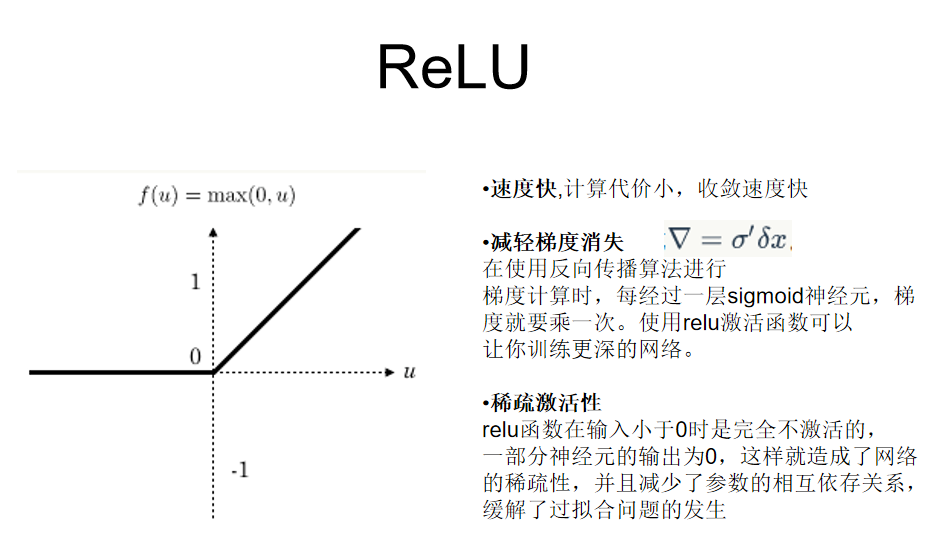 ReLU
f(u) = max(0, u)
1
0
u
-1
•速度快,计算代价小，收敛速度快
•减轻梯度消失 ∇ = σ′δx
在使用反向传播算法进行
梯度计算时，每经过一层sigmoid神经元，梯
度就要乘一次。使用relu激活函数可以
让你训练更深的网络。
•稀疏激活性
relu函数在输入小于0时是完全不激活的，
一部分神经元的输出为0，这样就造成了网络
的稀疏性，并且减少了参数的相互依存关系，
缓解了过拟合问题的发生